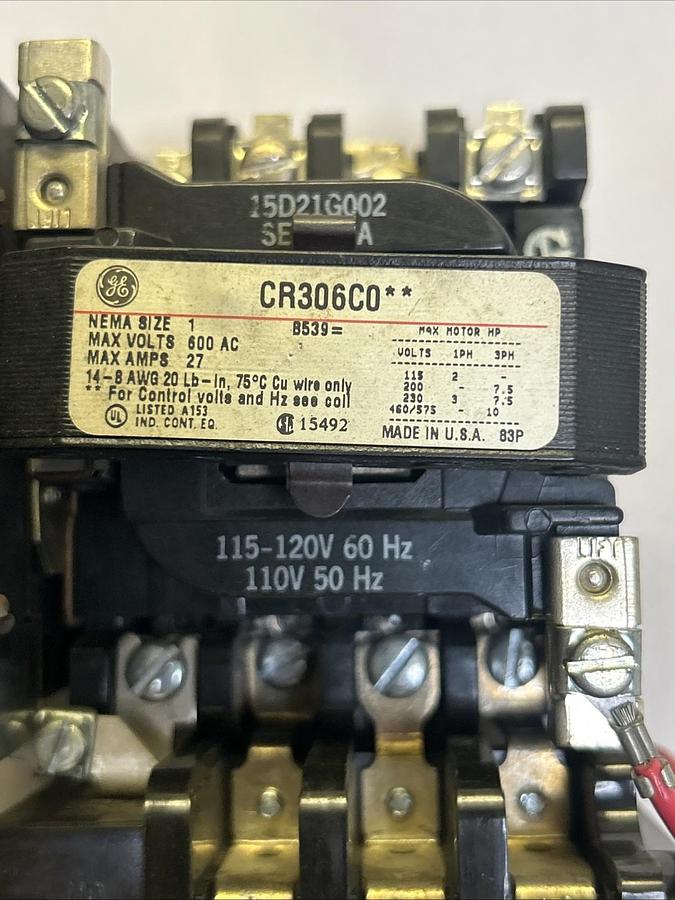 LIFT
15D21G002
SE A
GE
CR306C0**
NEMA SIZE 1
B539=
MAX VOLTS 600 AC
MAX AMPS 27
14-8 AWG 20 Lb-In, 75°C Cu wire only
** For Control volts and Hz see coil
UL LISTED A153
IND. CONT. EQ.
15492
MAX MOTOR HP
VOLTS 1PH 3PH
115 2 -
200 - 7.5
230 3 7.5
460/575 - 10
MADE IN U.S.A. 83P
115-120V 60 Hz
110V 50 Hz
LIFT